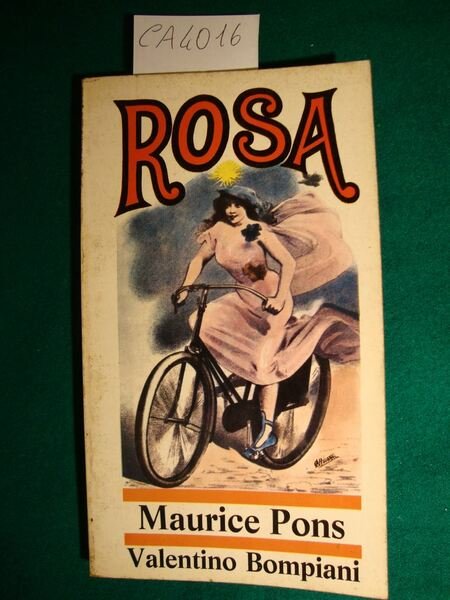 CA4016
ROSA
Maurice Pons
Valentino Bompiani